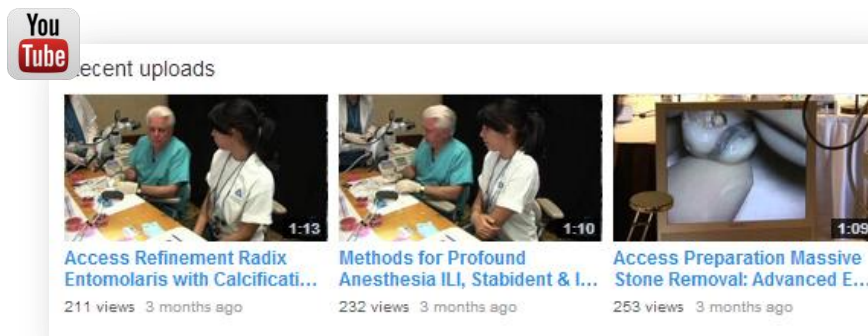 You
Tube
Recent uploads
1:13
1:10
1:09
Access Refinement Radix
Entomolaris with Calcificati...
211 views 3 months ago
Methods for Profound
Anesthesia ILI, Stabident & I...
232 views 3 months ago
Access Preparation Massive
Stone Removal: Advanced E...
253 views 3 months ago